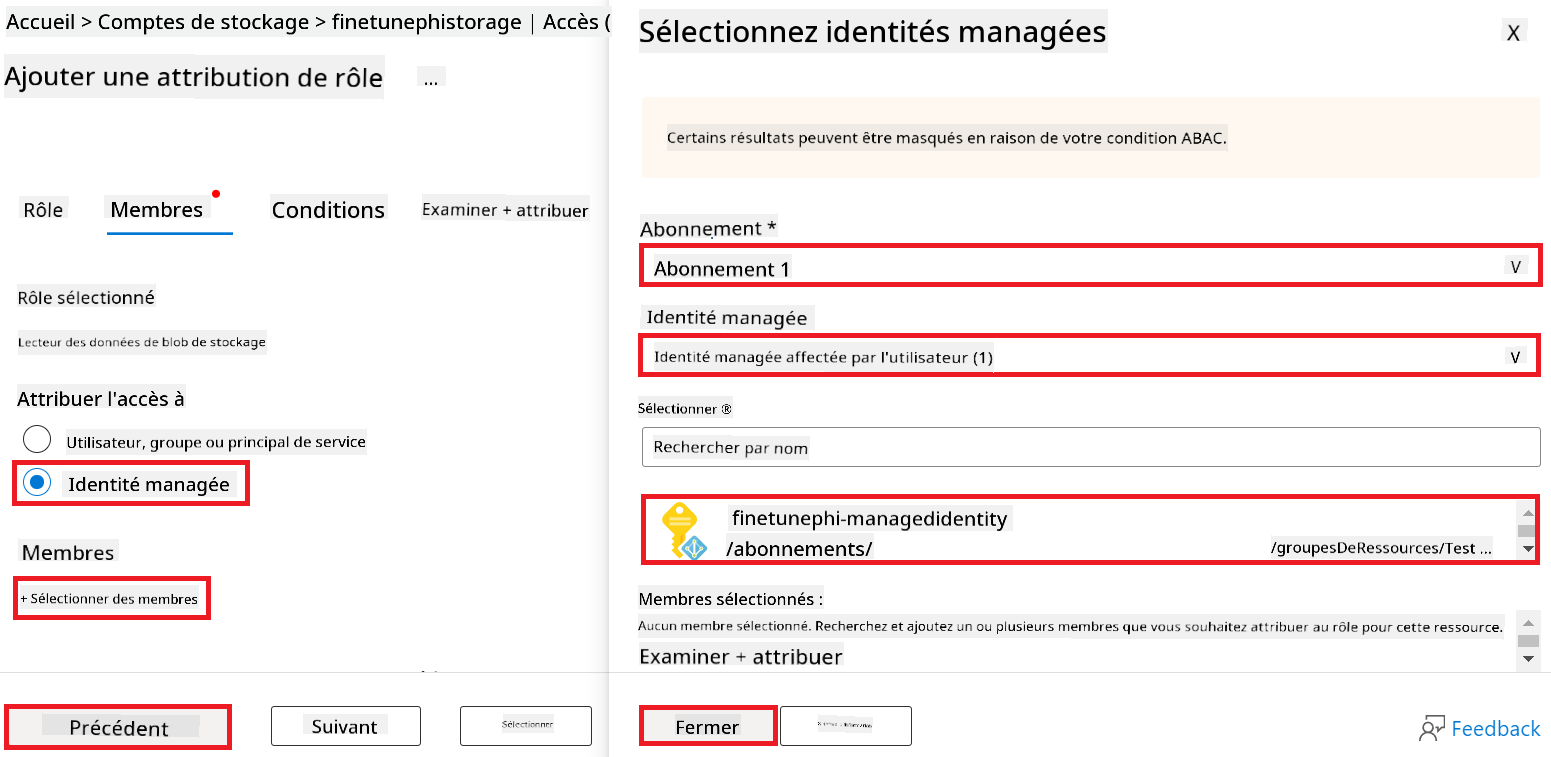 Accueil > Comptes de stockage > finetunephistorage | Accès (
Ajouter une attribution de rôle ...
Rôle Membres Conditions Examiner + attribuer
Rôle sélectionné
Lecteur des données de blob de stockage
Attribuer l'accès à
Utilisateur, groupe ou principal de service
Identité managée
Membres
+ Sélectionner des membres
Précédent Suivant Sélectionner
Sélectionnez identités managées X
Certains résultats peuvent être masqués en raison de votre condition ABAC.
Abonnement *
Abonnement 1 V
Identité managée
Identité managée affectée par l'utilisateur (1) V
Sélectionner ®
Rechercher par nom
finetunephi-managedidentity
/abonnements/ /groupesDeRessources/Test ...
Membres sélectionnés :
Aucun membre sélectionné. Recherchez et ajoutez un ou plusieurs membres que vous souhaitez attribuer au rôle pour cette ressource.
Examiner + attribuer
Fermer
Feedback